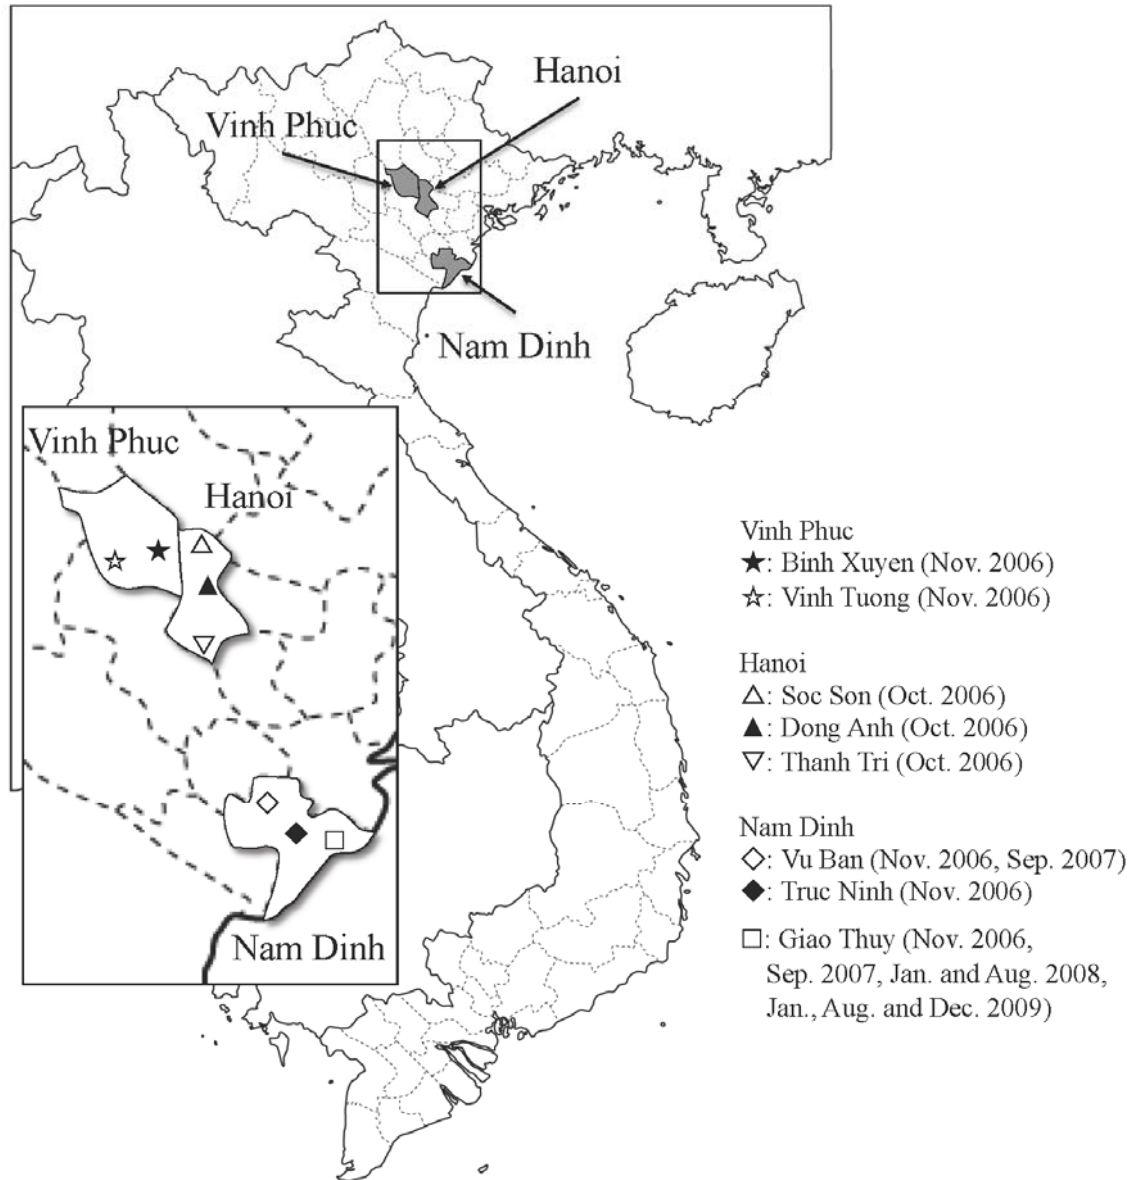 Hanoi
Vinh Phuc
Nam Dinh
Vinh Phuc
Hanoi
Nam Dinh
Vinh Phuc
★: Binh Xuyen (Nov. 2006)
☆: Vinh Tuong (Nov. 2006)
Hanoi
△: Soc Son (Oct. 2006)
▲: Dong Anh (Oct. 2006)
▽: Thanh Tri (Oct. 2006)
Nam Dinh
◇: Vu Ban (Nov. 2006, Sep. 2007)
◆: Truc Ninh (Nov. 2006)
□: Giao Thuy (Nov. 2006,
Sep. 2007, Jan. and Aug. 2008,
Jan., Aug. and Dec. 2009)